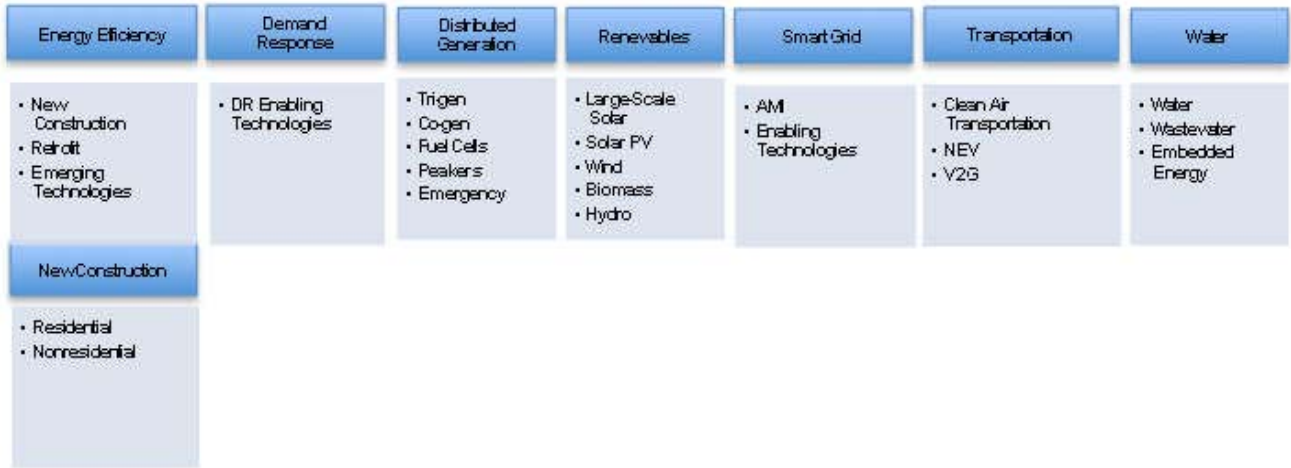 Energy Efficiency
• New
Construction
• Retrofit
• Emerging
Technologies
Demand
Response
• DR Enabling
Technologies
Distributed
Generation
• Tri-gen
• Co-gen
• Fuel Cells
• Peakers
• Emergency
Renewables
• Large-Scale
Solar
• Solar PV
• Wind
• Biomass
• Hydro
Smart Grid
• AMI
• Enabling
Technologies
Transportation
• Clean Air
Transportation
• NEV
• V2G
Water
• Water
• Wastewater
• Embedded
Energy
New Construction
• Residential
• Nonresidential